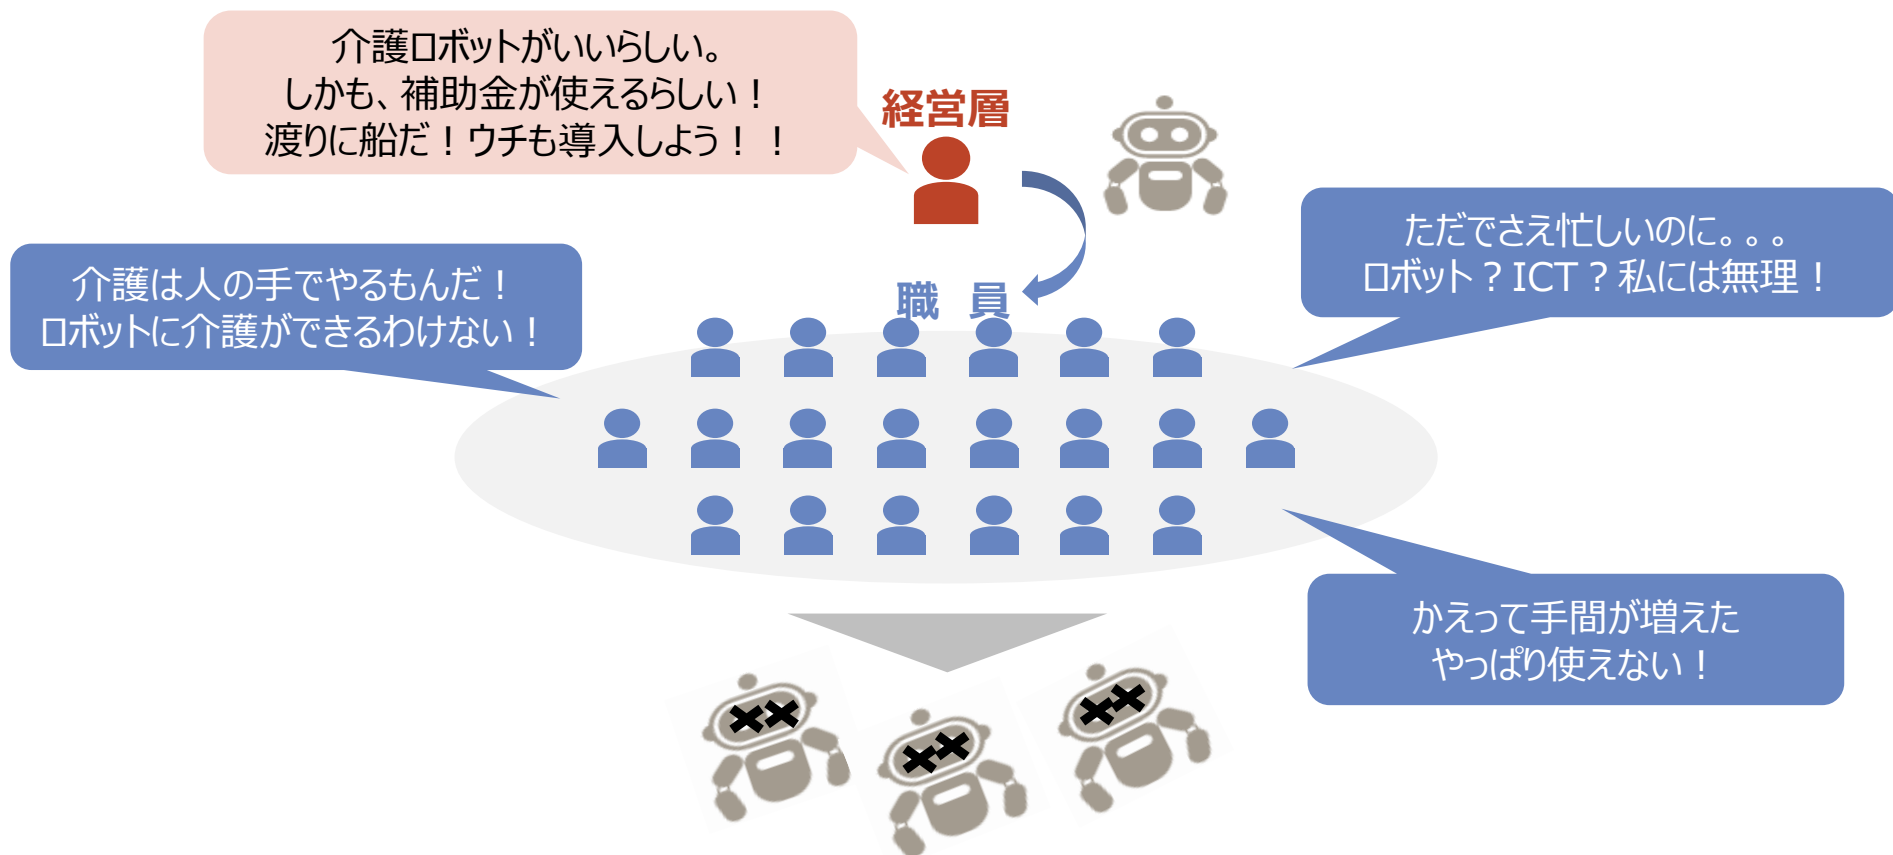 介護ロボットがいいらしい。
しかも、補助金が使えるらしい！
渡りに船だ！ウチも導入しよう！！
経営層
ただでさえ忙しいのに。。。
ロボット？ICT？私には無理！
介護は人の手でやるもんだ！
ロボットに介護ができるわけない！
職　員
かえって手間が増えた
やっぱり使えない！